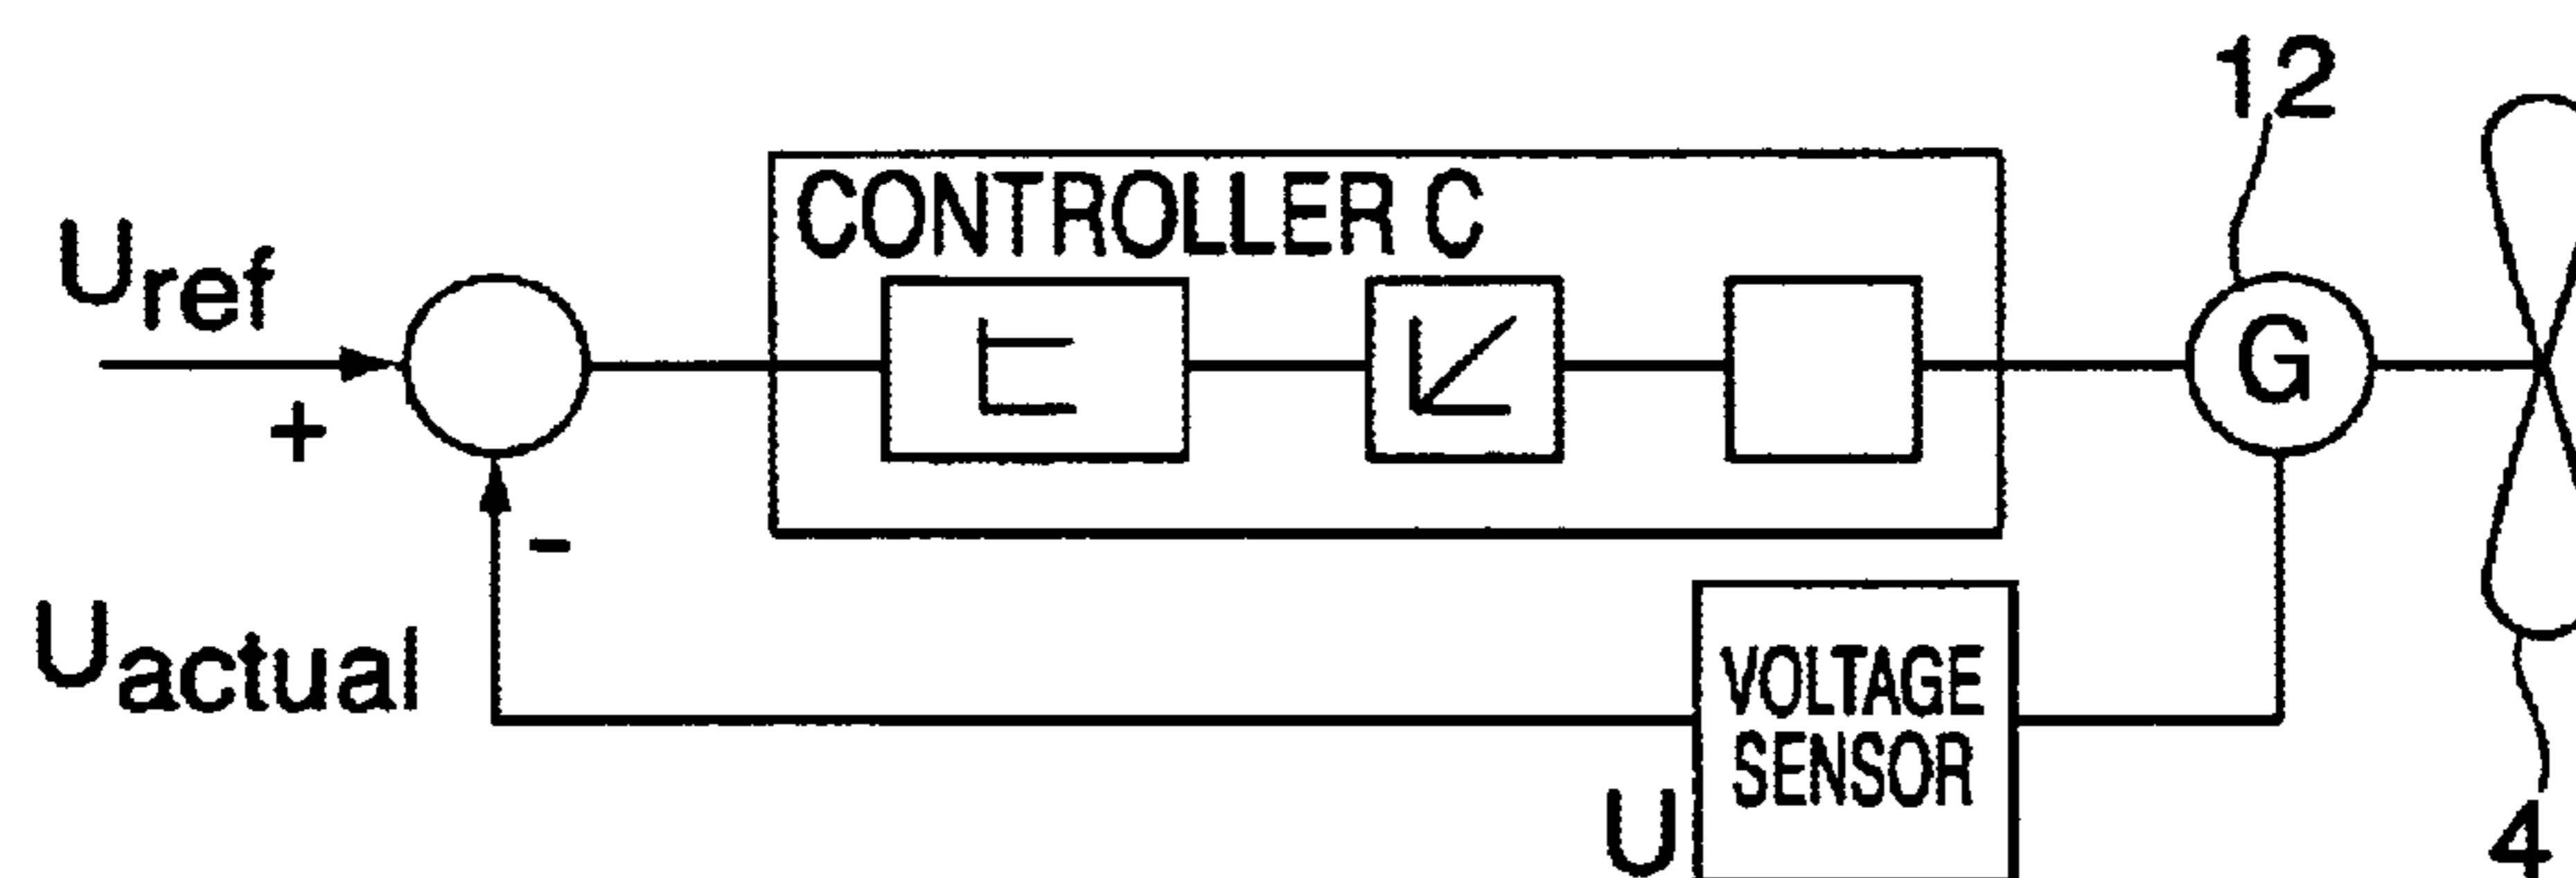 12
CONTROLLER C
Uref
+
G
-
Uactual
VOLTAGE
SENSOR
U
4